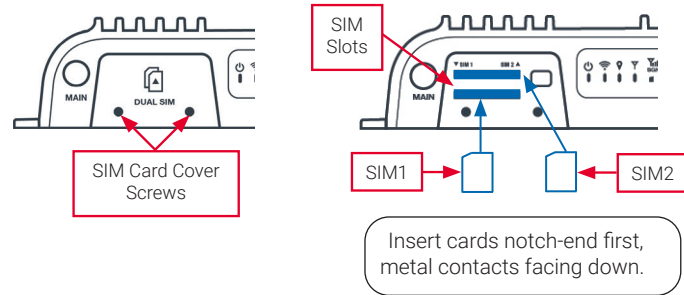 MAIN
DUAL SIM
SIM Card Cover
Screws
SIM
Slots
▼ SIM 1
SIM 2 ▲
MAIN
SIM1
SIM2
Insert cards notch-end first,
metal contacts facing down.